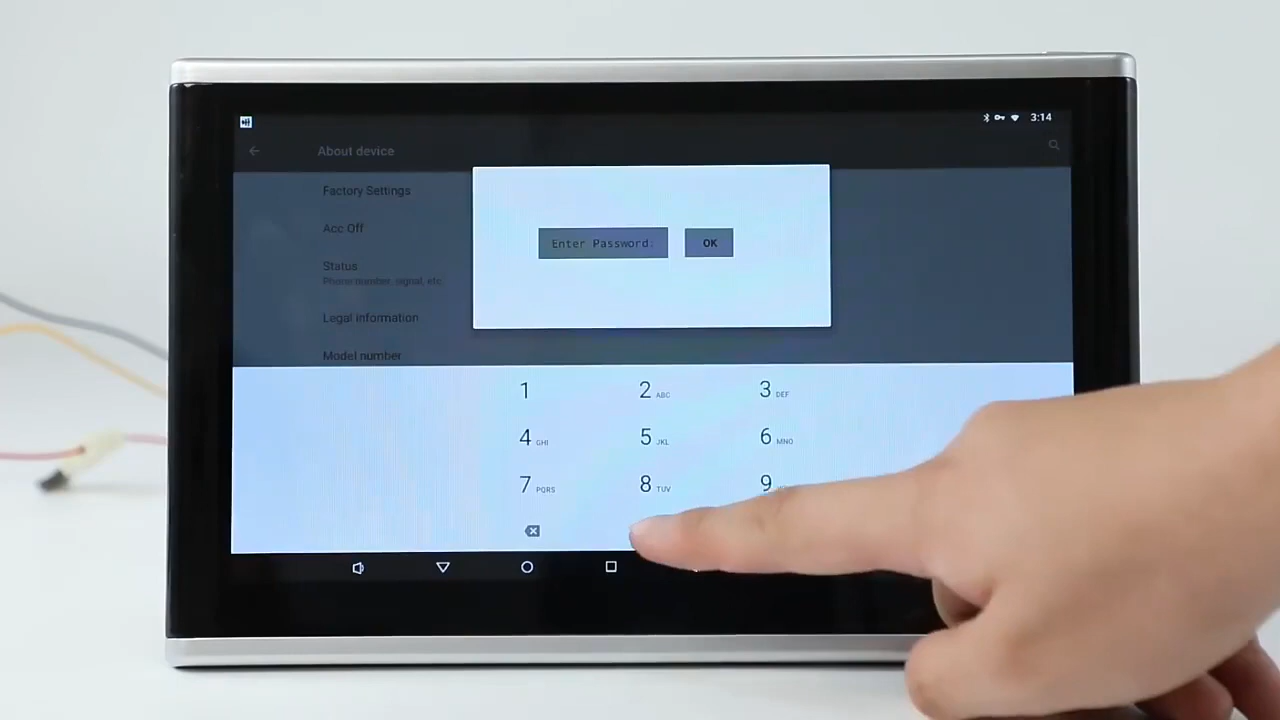 3:14
About device
Factory Settings
Acc Off
Status
Phone number, signal, etc.
Legal information
Model number
Enter Password:
OK
1
2 ABC
3 DEF
4 GHI
5 JKL
6 MNO
7 PQRS
8 TUV
9